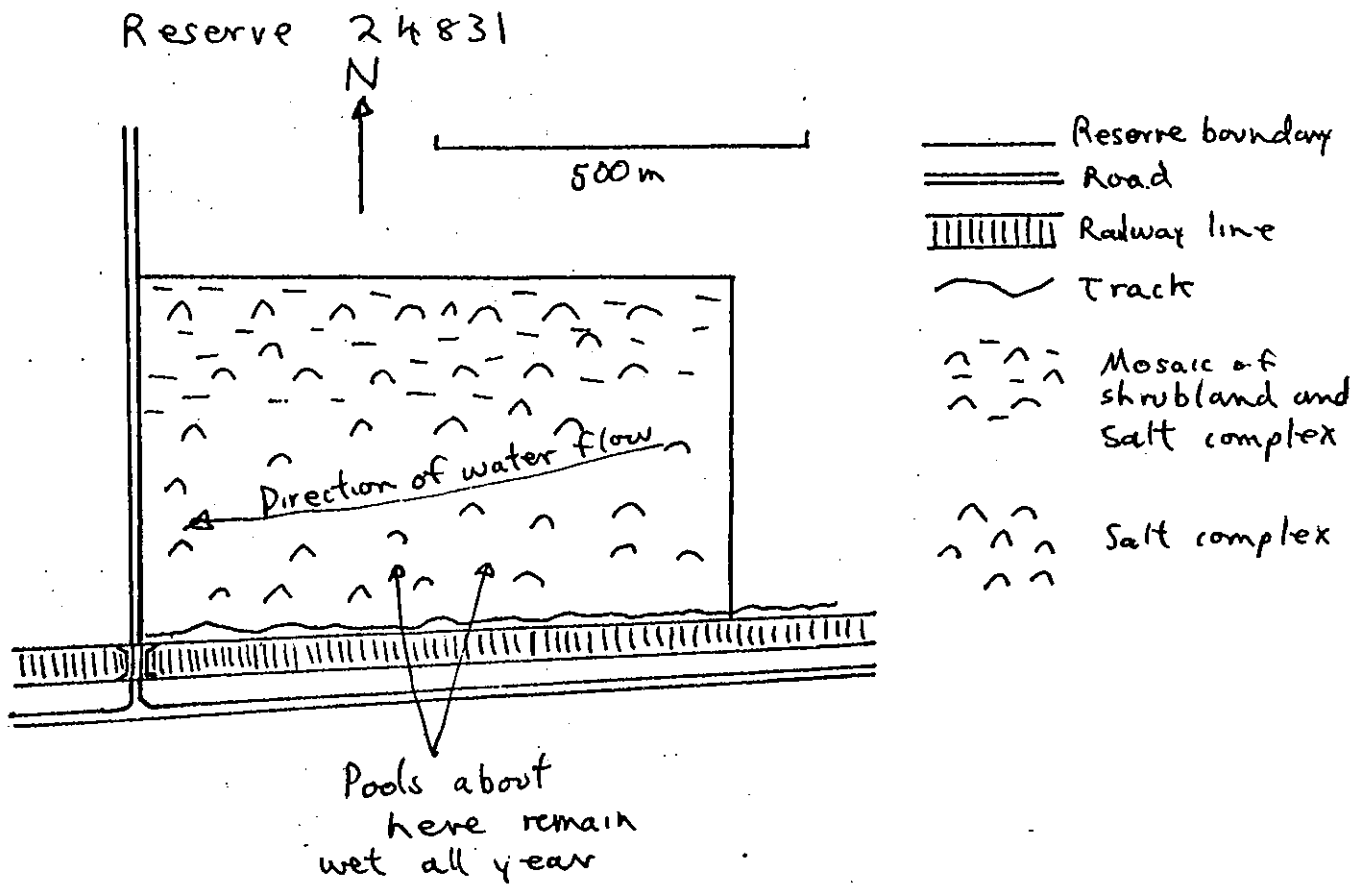 Reserve 24831
N
500m
Reserve boundary
Road
Railway line
Track
Mosaic of
shrubland and
Salt complex
Salt complex
Direction of water flow
Pools about
here remain
wet all year